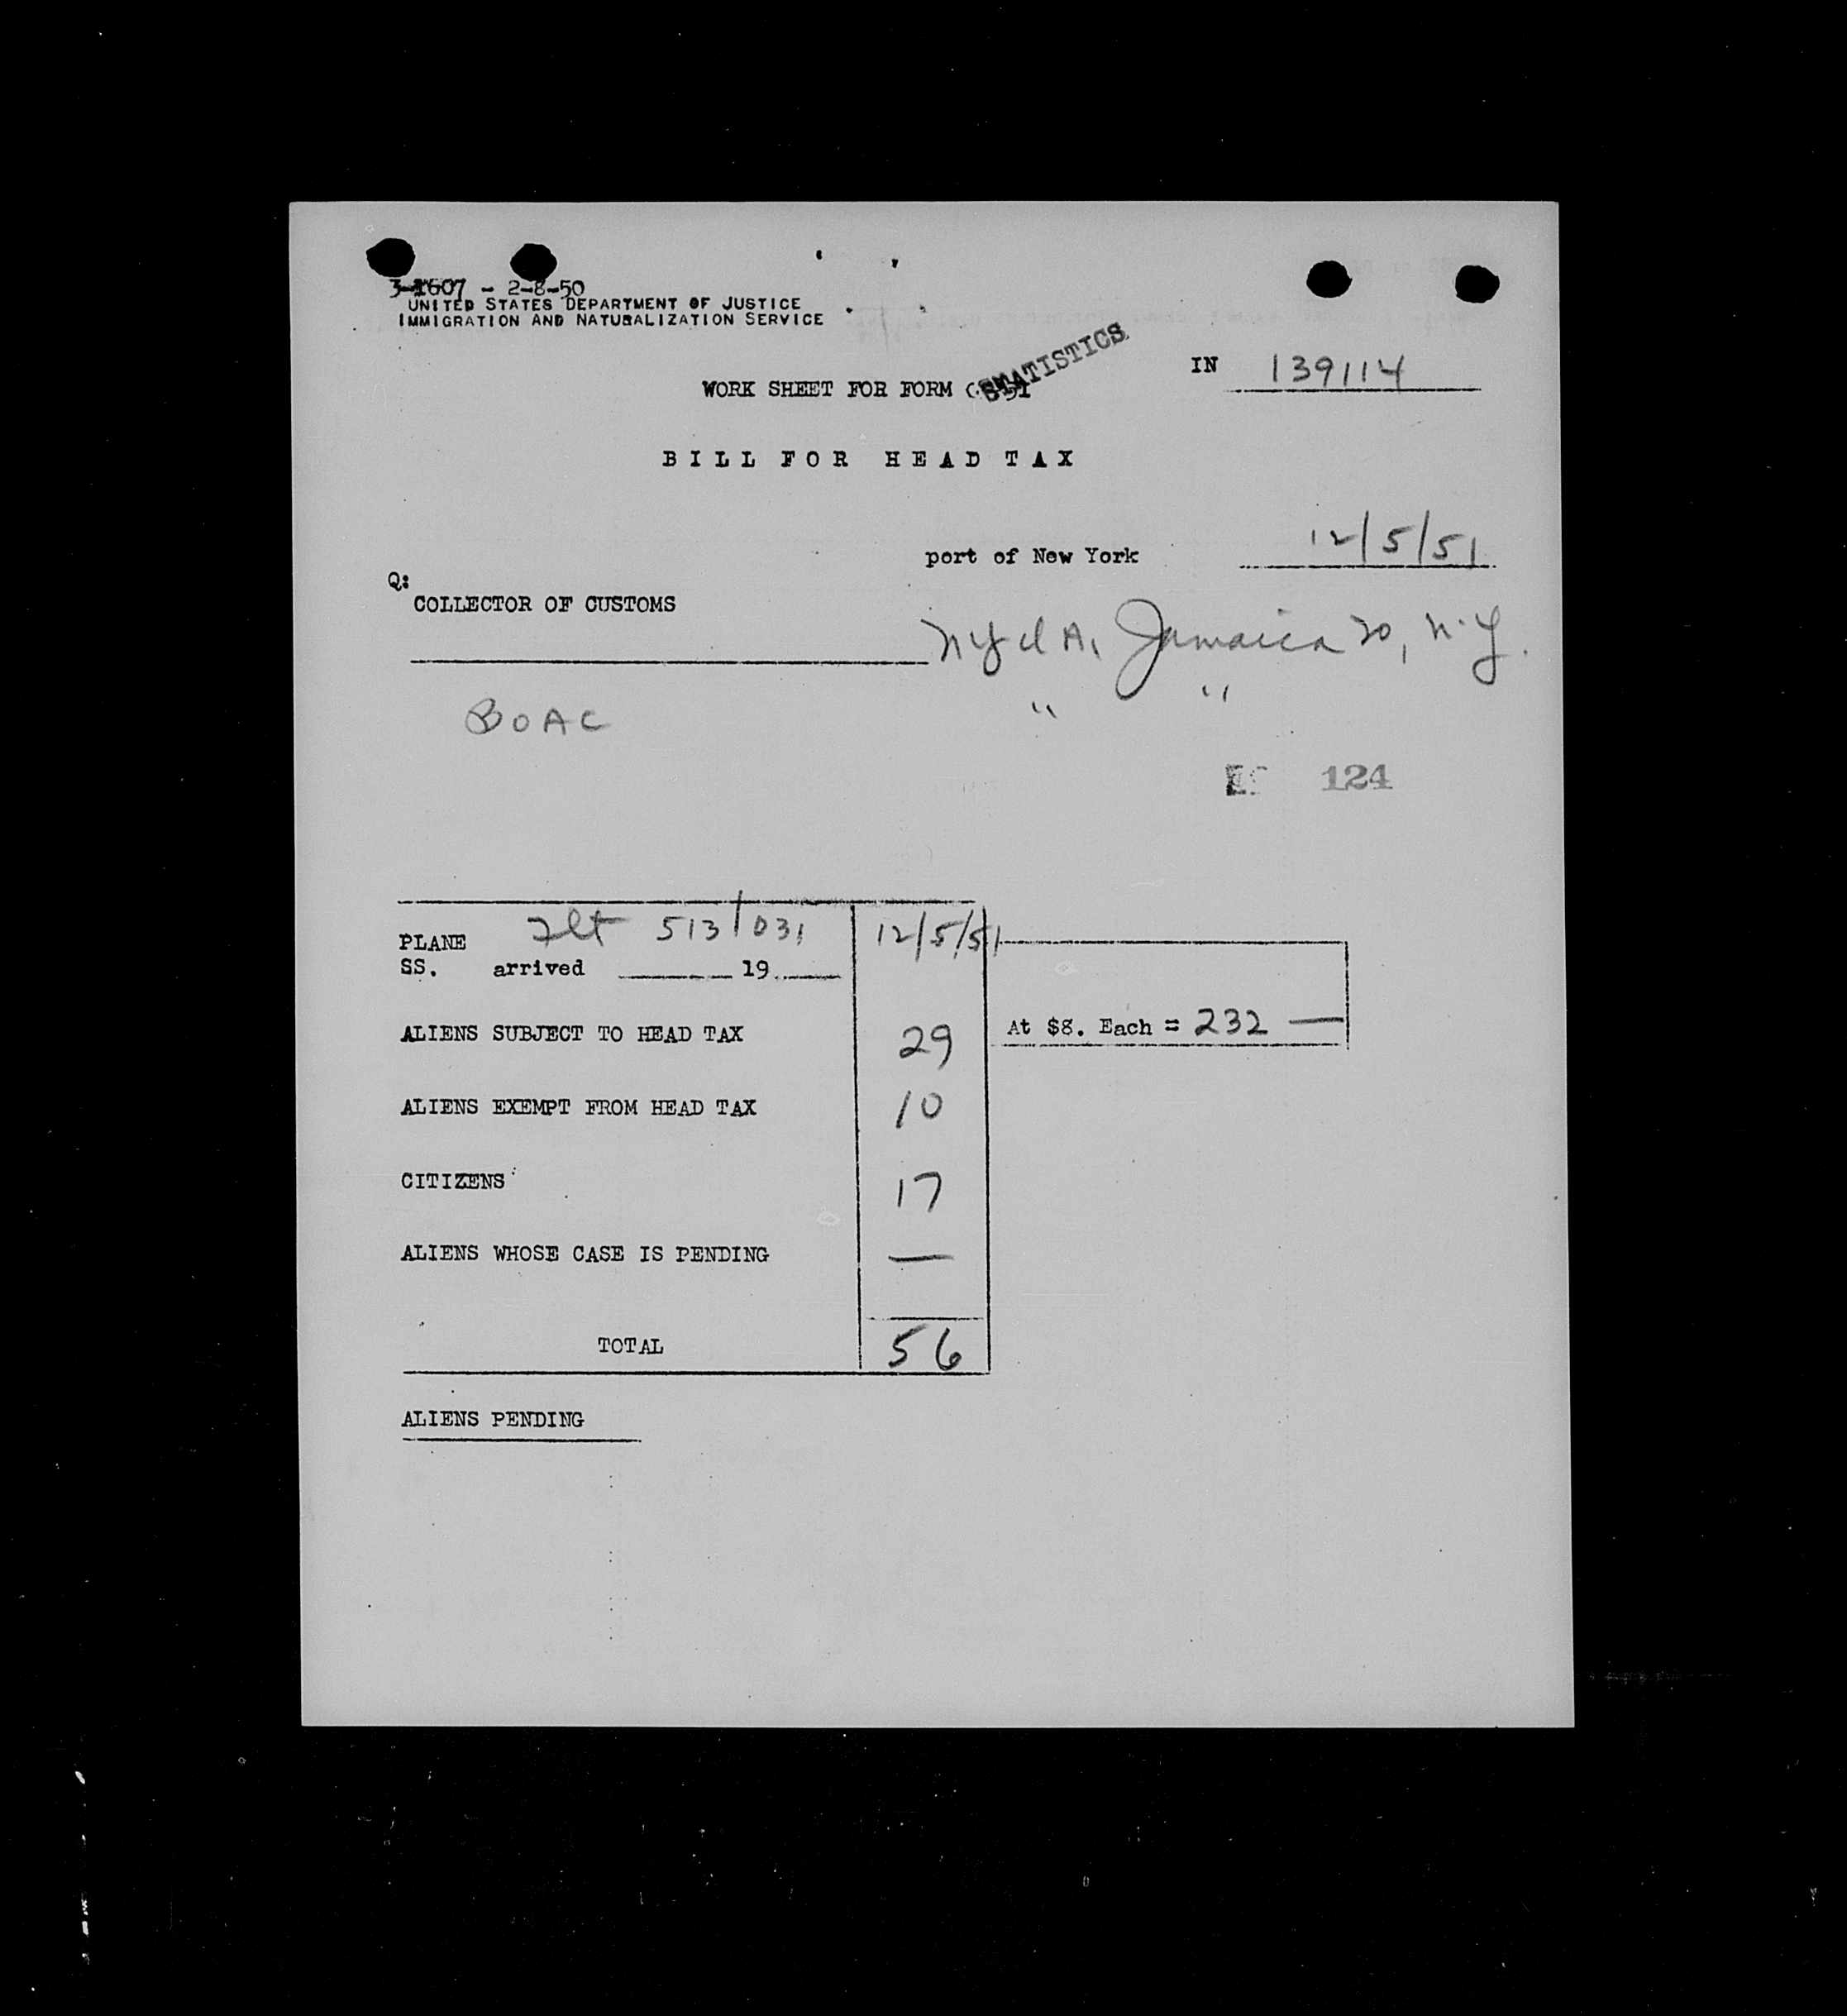 3-1607 - 2-8-50
UNITED STATES DEPARTMENT OF JUSTICE
IMMIGRATION AND NATURALIZATION SERVICE
STATISTICS
IN 139114
WORK SHEET FOR FORM
BILL FOR HEAD TAX
port of New York 12/5/51
Q:
COLLECTOR OF CUSTOMS
Jamaica 20, N.Y.
BOAC " "
124
PLANE Flt 513/031 12/5/51
SS. arrived 19
ALIENS SUBJECT TO HEAD TAX 29 At $8. Each = 232 —
ALIENS EXEMPT FROM HEAD TAX 10
CITIZENS 17
ALIENS WHOSE CASE IS PENDING —
TOTAL 56
ALIENS PENDING